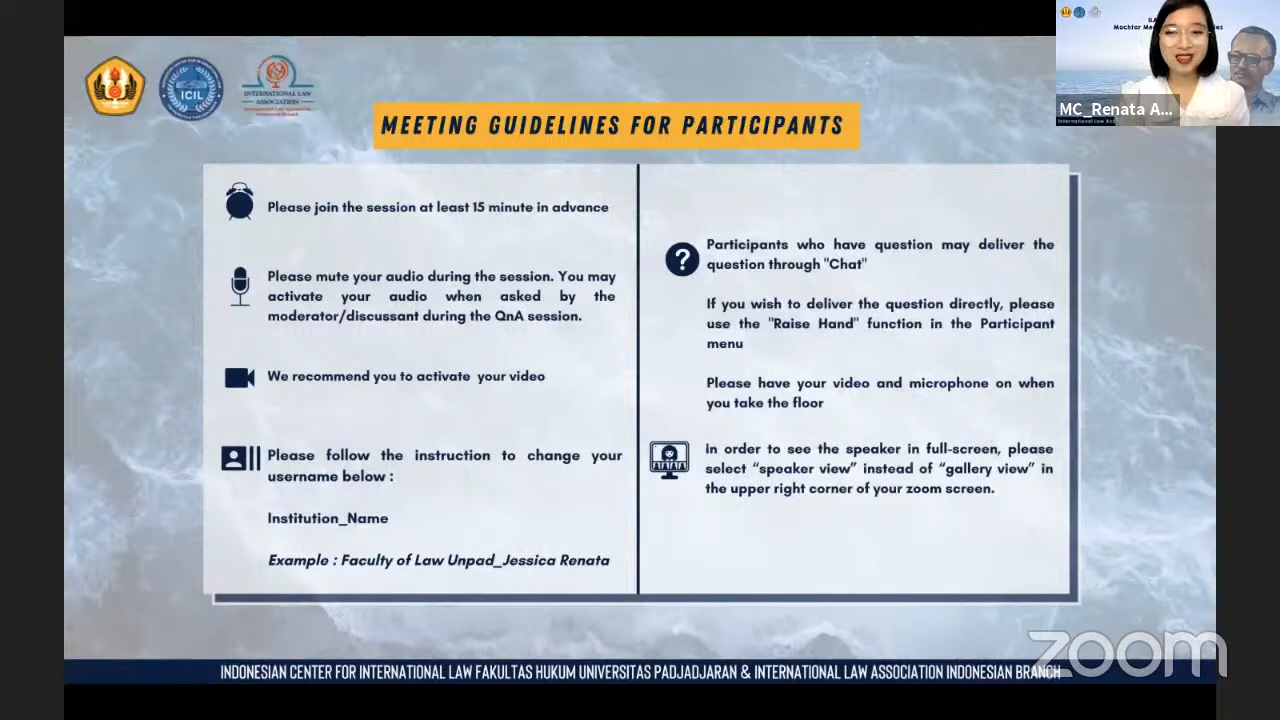 ICIL
INTERNATIONAL LAW
ASSOCIATION
MEETING GUIDELINES FOR PARTICIPANTS
Please join the session at least 15 minute in advance
Please mute your audio during the session. You may
activate your audio when asked by the
moderator/discussant during the QnA session.
We recommend you to activate your video
Please follow the instruction to change your
username below :
Institution_Name
Example : Faculty of Law Unpad_Jessica Renata
Participants who have question may deliver the
question through "Chat"
If you wish to deliver the question directly, please
use the "Raise Hand" function in the Participant
menu
Please have your video and microphone on when
you take the floor
In order to see the speaker in full-screen, please
select “speaker view” instead of “gallery view” in
the upper right corner of your zoom screen.
MC_Renata A...
zoom
INDONESIAN CENTER FOR INTERNATIONAL LAW FAKULTAS HUKUM UNIVERSITAS PADJADJARAN & INTERNATIONAL LAW ASSOCIATION INDONESIAN BRANCH